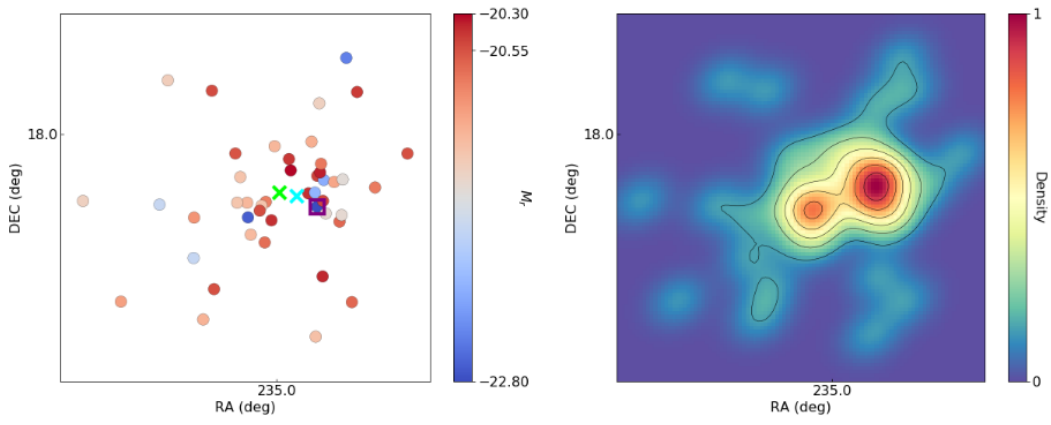 −20.30
−20.55
18.0
DEC (deg)
M_r
−22.80
235.0
RA (deg)
1
18.0
DEC (deg)
Density
0
235.0
RA (deg)